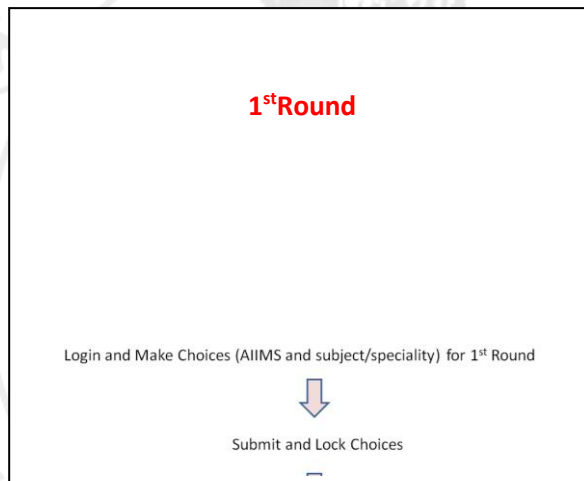 1stRound
Login and Make Choices (AIIMS and subject/speciality) for 1st Round
Submit and Lock Choices